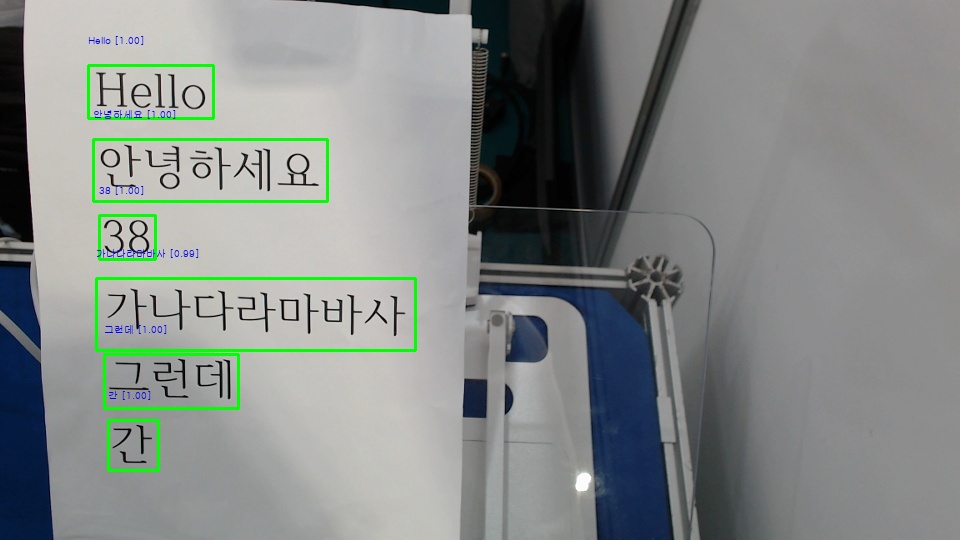 Hello [1.00]
Hello
안녕하세요 [1.00]
안녕하세요
38 [1.00]
38
가나다라마바사 [0.99]
가나다라마바사
그런데 [1.00]
그런데
칸 [1.00]
간